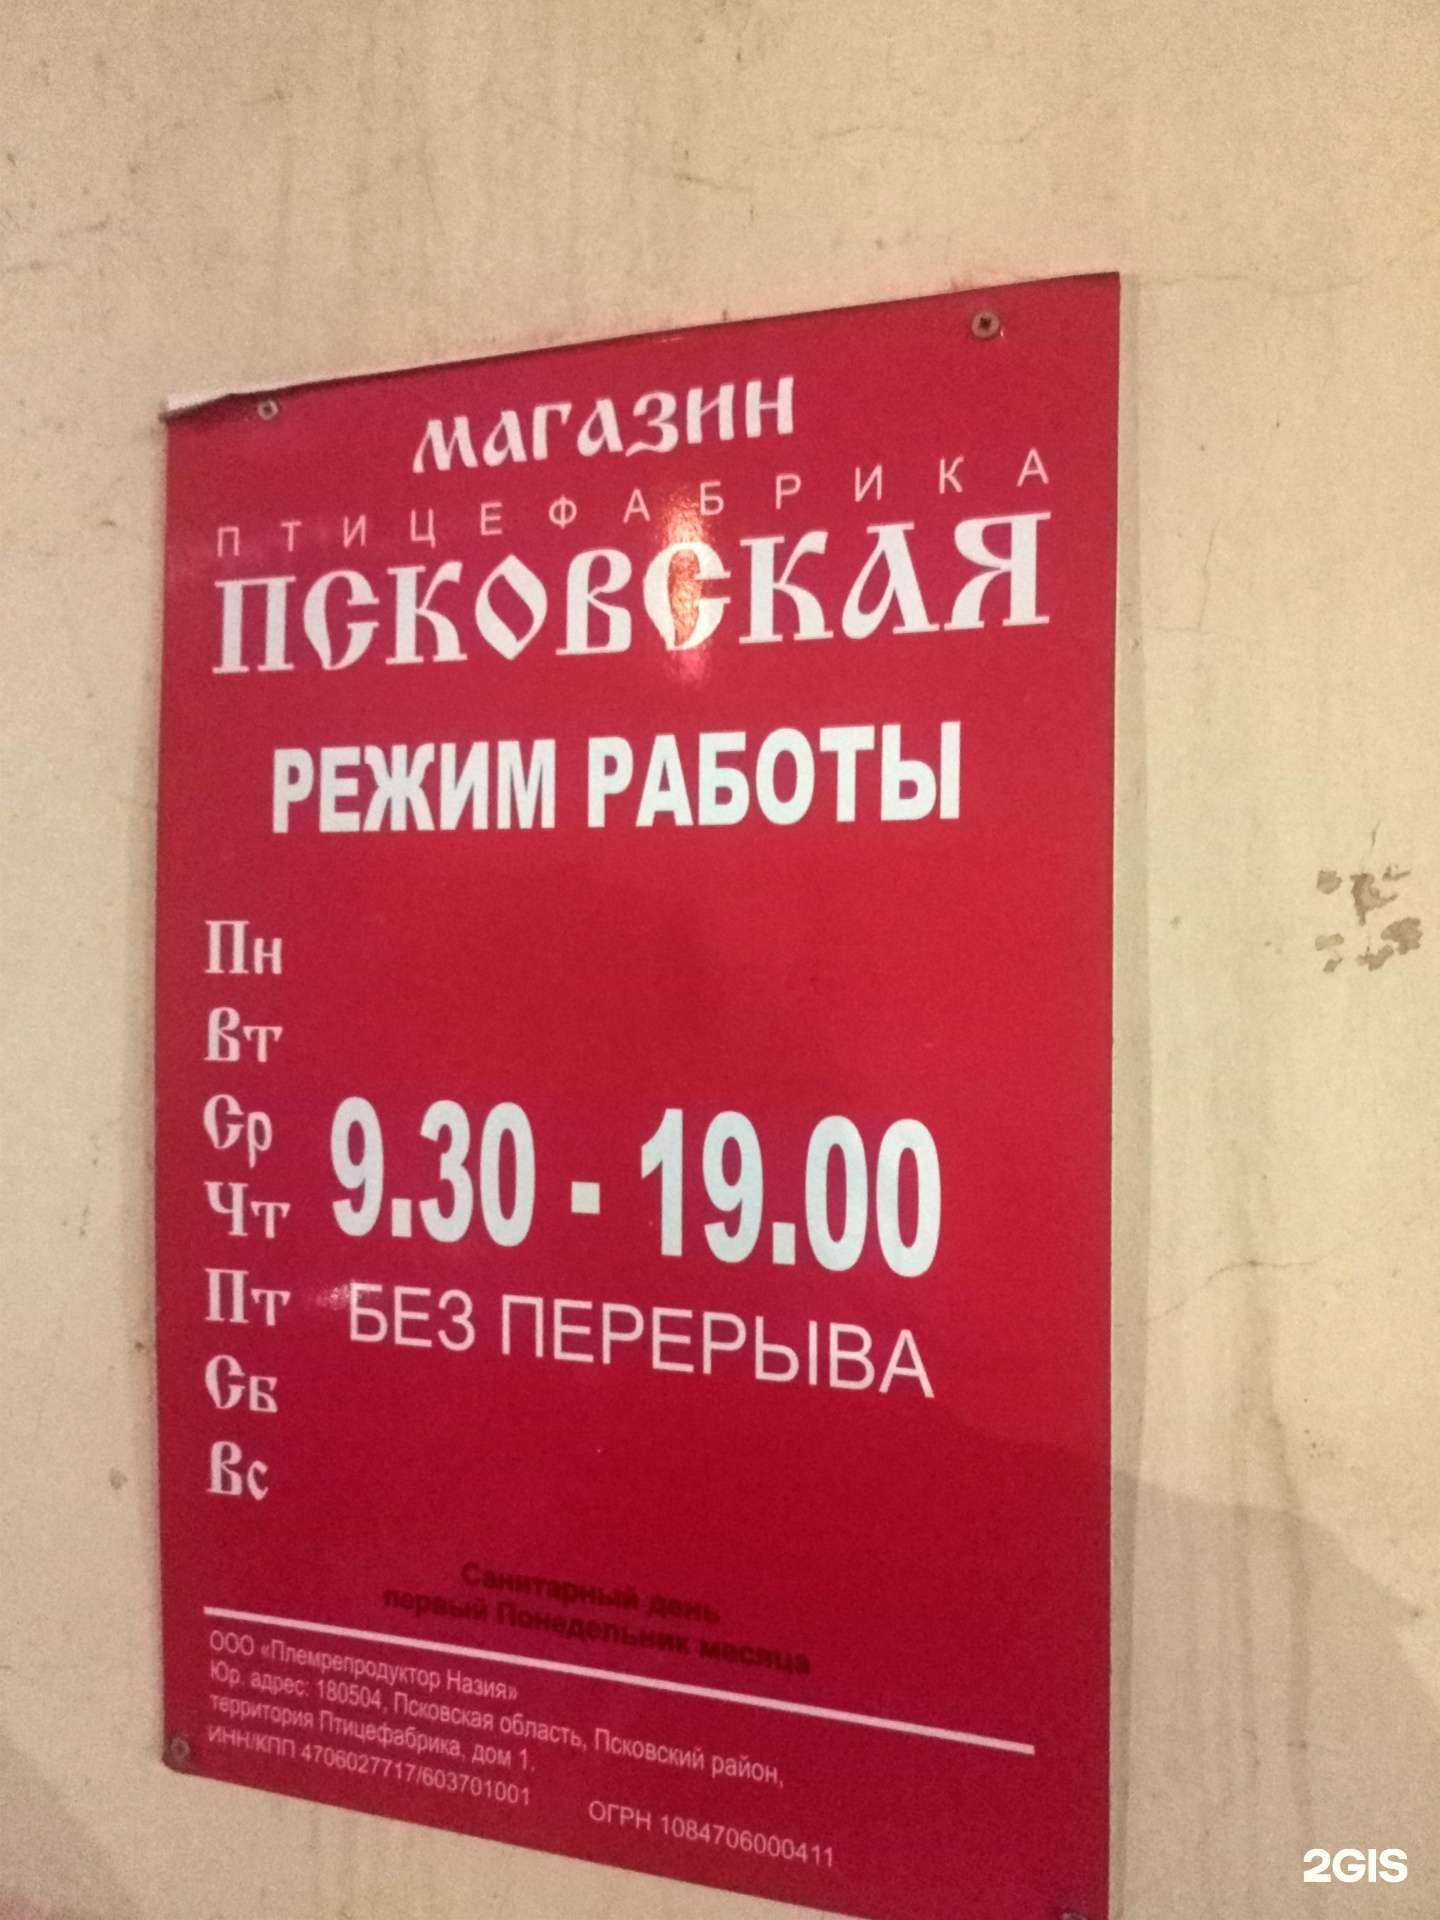 МАГАЗИН
ПТИЦЕФАБРИКА
ПСКОВСКАЯ
РЕЖИМ РАБОТЫ
Пн
Вт
Ср
Чт
Пт
Сб
Вс
9.30 - 19.00
БЕЗ ПЕРЕРЫВА
Санитарный день
первый Понедельник месяца
ООО «Племрепродуктор Назия»
Юр. адрес: 180504, Псковская область, Псковский район,
территория Птицефабрика, дом 1,
ИНН/КПП 4706027717/603701001 ОГРН 1084706000411
2GIS